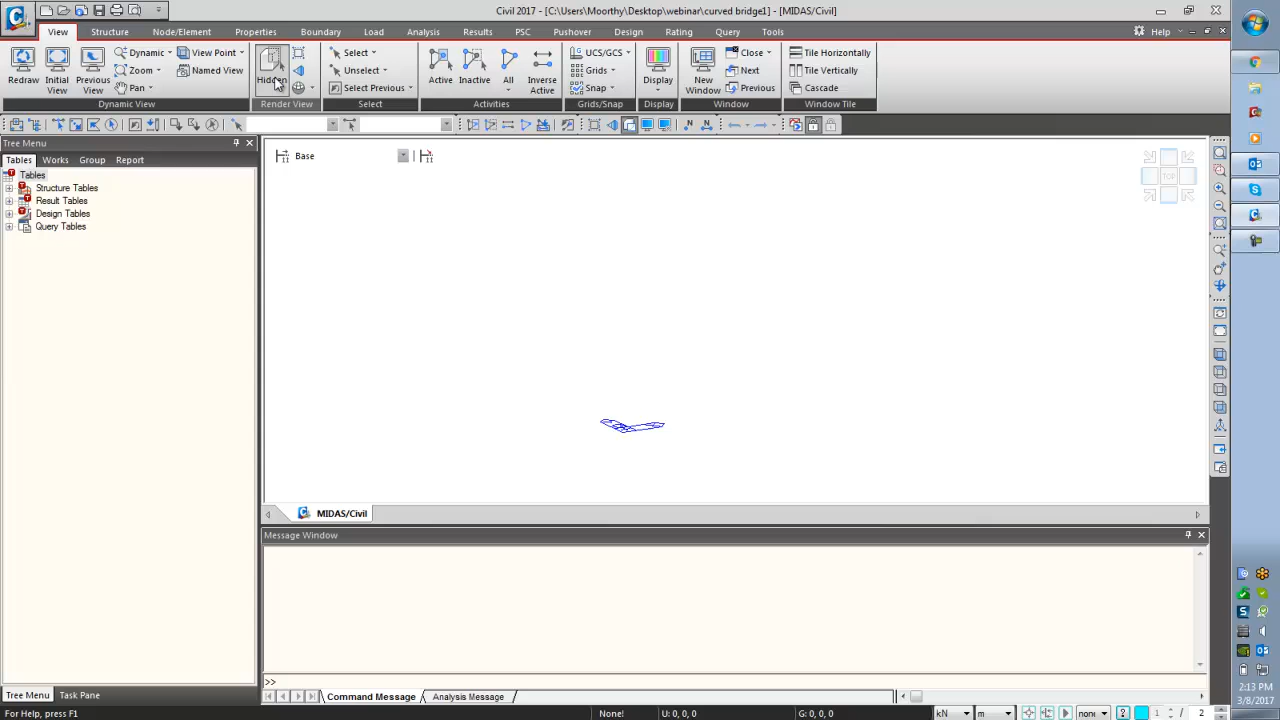 Civil 2017 - [C:\Users\Moorthy\Desktop\webinar\curved bridge1] - [MIDAS/Civil]
View Structure Node/Element Properties Boundary Load Analysis Results PSC Pushover Design Rating Query Tools Help
Redraw Initial View Previous View Dynamic Zoom Pan View Point Named View
Hidden
Select Unselect Select Previous
Active Inactive All Inverse Active
UCS/GCS Grids Snap
Display
New Window Close Next Previous
Tile Horizontally Tile Vertically Cascade
Dynamic View Render View Select Activities Grids/Snap Display Window Window Tile
Tree Menu
Tables Works Group Report
Base
TOP
Tables
Structure Tables
Result Tables
Design Tables
Query Tables
MIDAS/Civil
Message Window
>>
Tree Menu Task Pane
Command Message Analysis Message
For Help, press F1 None! U: 0, 0, 0 G: 0, 0, 0 kN m none 1 / 2
2:13 PM
3/8/2017